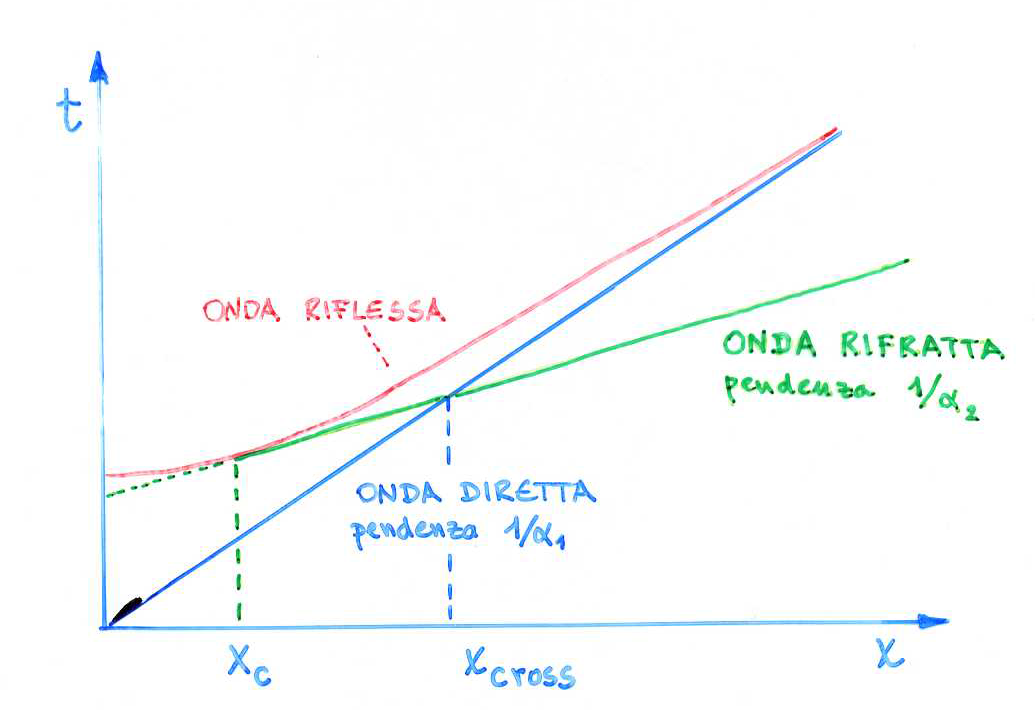 t
ONDA RIFLESSA
ONDA RIFRATTA
pendenza 1/α₂
ONDA DIRETTA
pendenza 1/α₁
x
xc
xcross